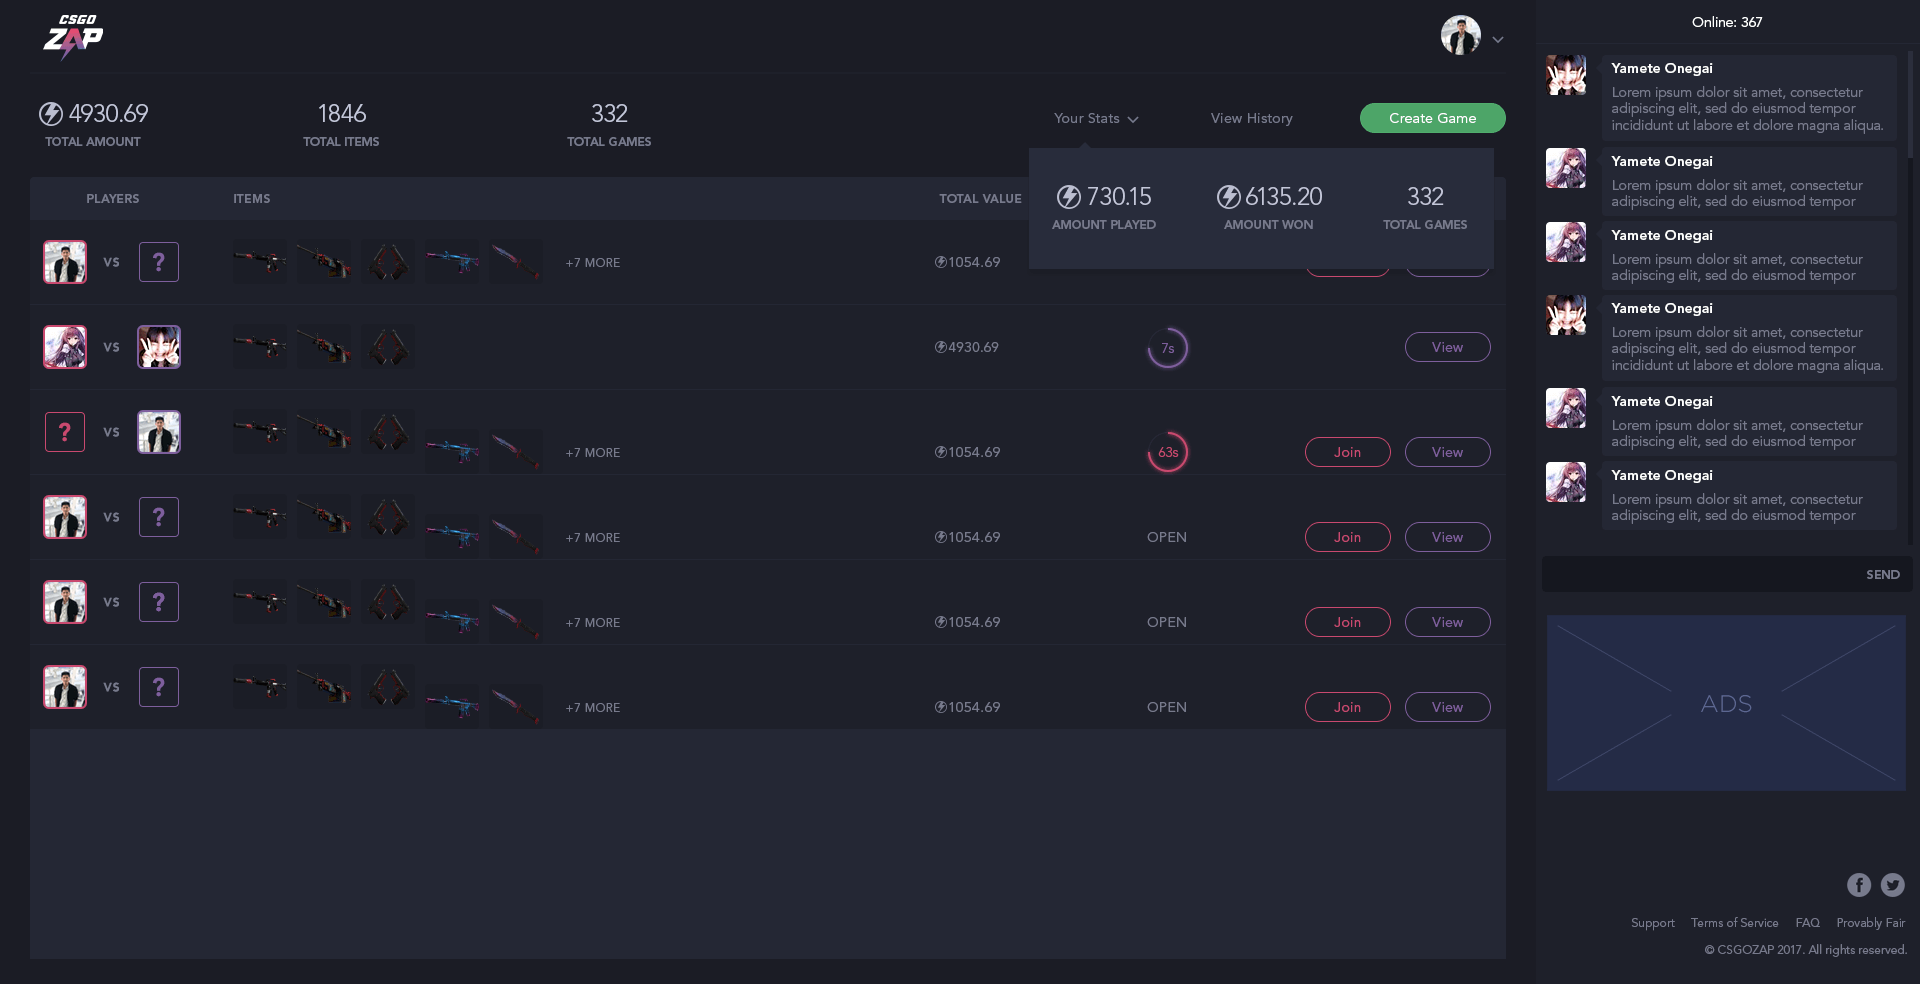 CSGO
ZAP
4930.69
TOTAL AMOUNT
1846
TOTAL ITEMS
332
TOTAL GAMES
Your Stats
View History
Create Game
730.15
AMOUNT PLAYED
6135.20
AMOUNT WON
332
TOTAL GAMES
PLAYERS
ITEMS
TOTAL VALUE
VS
?
+7 MORE
1054.69
VS
4930.69
7s
View
?
VS
+7 MORE
1054.69
63s
Join
View
VS
?
+7 MORE
1054.69
OPEN
Join
View
VS
?
+7 MORE
1054.69
OPEN
Join
View
VS
?
+7 MORE
1054.69
OPEN
Join
View
Online: 367
Yamete Onegai
Lorem ipsum dolor sit amet, consectetur
adipiscing elit, sed do eiusmod tempor
incididunt ut labore et dolore magna aliqua.
Yamete Onegai
Lorem ipsum dolor sit amet, consectetur
adipiscing elit, sed do eiusmod tempor
Yamete Onegai
Lorem ipsum dolor sit amet, consectetur
adipiscing elit, sed do eiusmod tempor
Yamete Onegai
Lorem ipsum dolor sit amet, consectetur
adipiscing elit, sed do eiusmod tempor
incididunt ut labore et dolore magna aliqua.
Yamete Onegai
Lorem ipsum dolor sit amet, consectetur
adipiscing elit, sed do eiusmod tempor
Yamete Onegai
Lorem ipsum dolor sit amet, consectetur
adipiscing elit, sed do eiusmod tempor
SEND
ADS
Support
Terms of Service
FAQ
Provably Fair
© CSGOZAP 2017. All rights reserved.